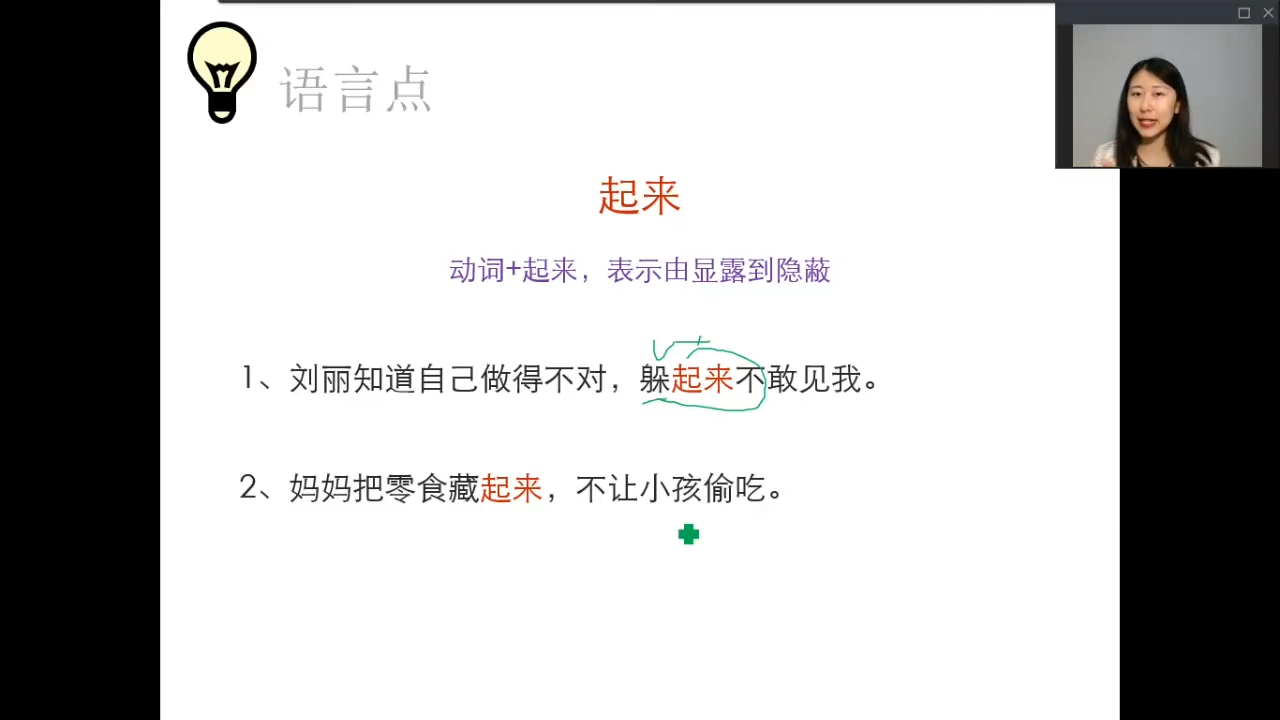 语言点
起来
动词+起来，表示由显露到隐蔽
1、刘丽知道自己做得不对，躲起来不敢见我。
2、妈妈把零食藏起来，不让小孩偷吃。